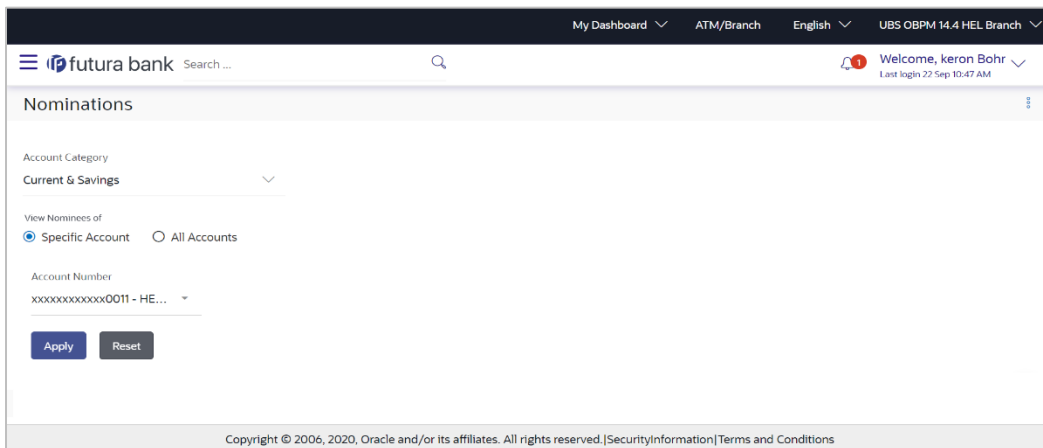 My Dashboard ATM/Branch English UBS OBPM 14.4 HEL Branch
futura bank Search ... 1 Welcome, keron Bohr
Last login 22 Sep 10:47 AM
Nominations
Account Category
Current & Savings
View Nominees of
Specific Account All Accounts
Account Number
xxxxxxxxxxxx0011 - HE...
Apply Reset
Copyright © 2006, 2020, Oracle and/or its affiliates. All rights reserved.|SecurityInformation|Terms and Conditions